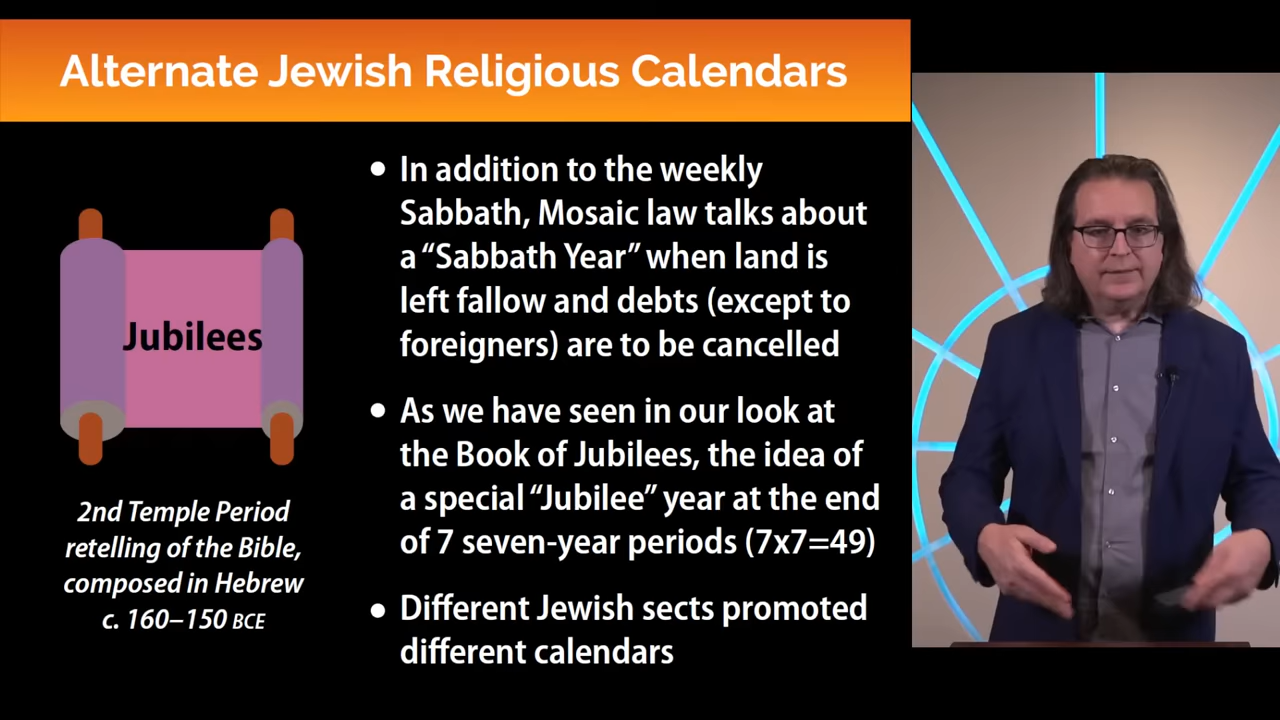 Alternate Jewish Religious Calendars
Jubilees
2nd Temple Period
retelling of the Bible,
composed in Hebrew
c. 160–150 BCE
• In addition to the weekly
Sabbath, Mosaic law talks about
a “Sabbath Year” when land is
left fallow and debts (except to
foreigners) are to be cancelled
• As we have seen in our look at
the Book of Jubilees, the idea of
a special “Jubilee” year at the end
of 7 seven-year periods (7x7=49)
• Different Jewish sects promoted
different calendars